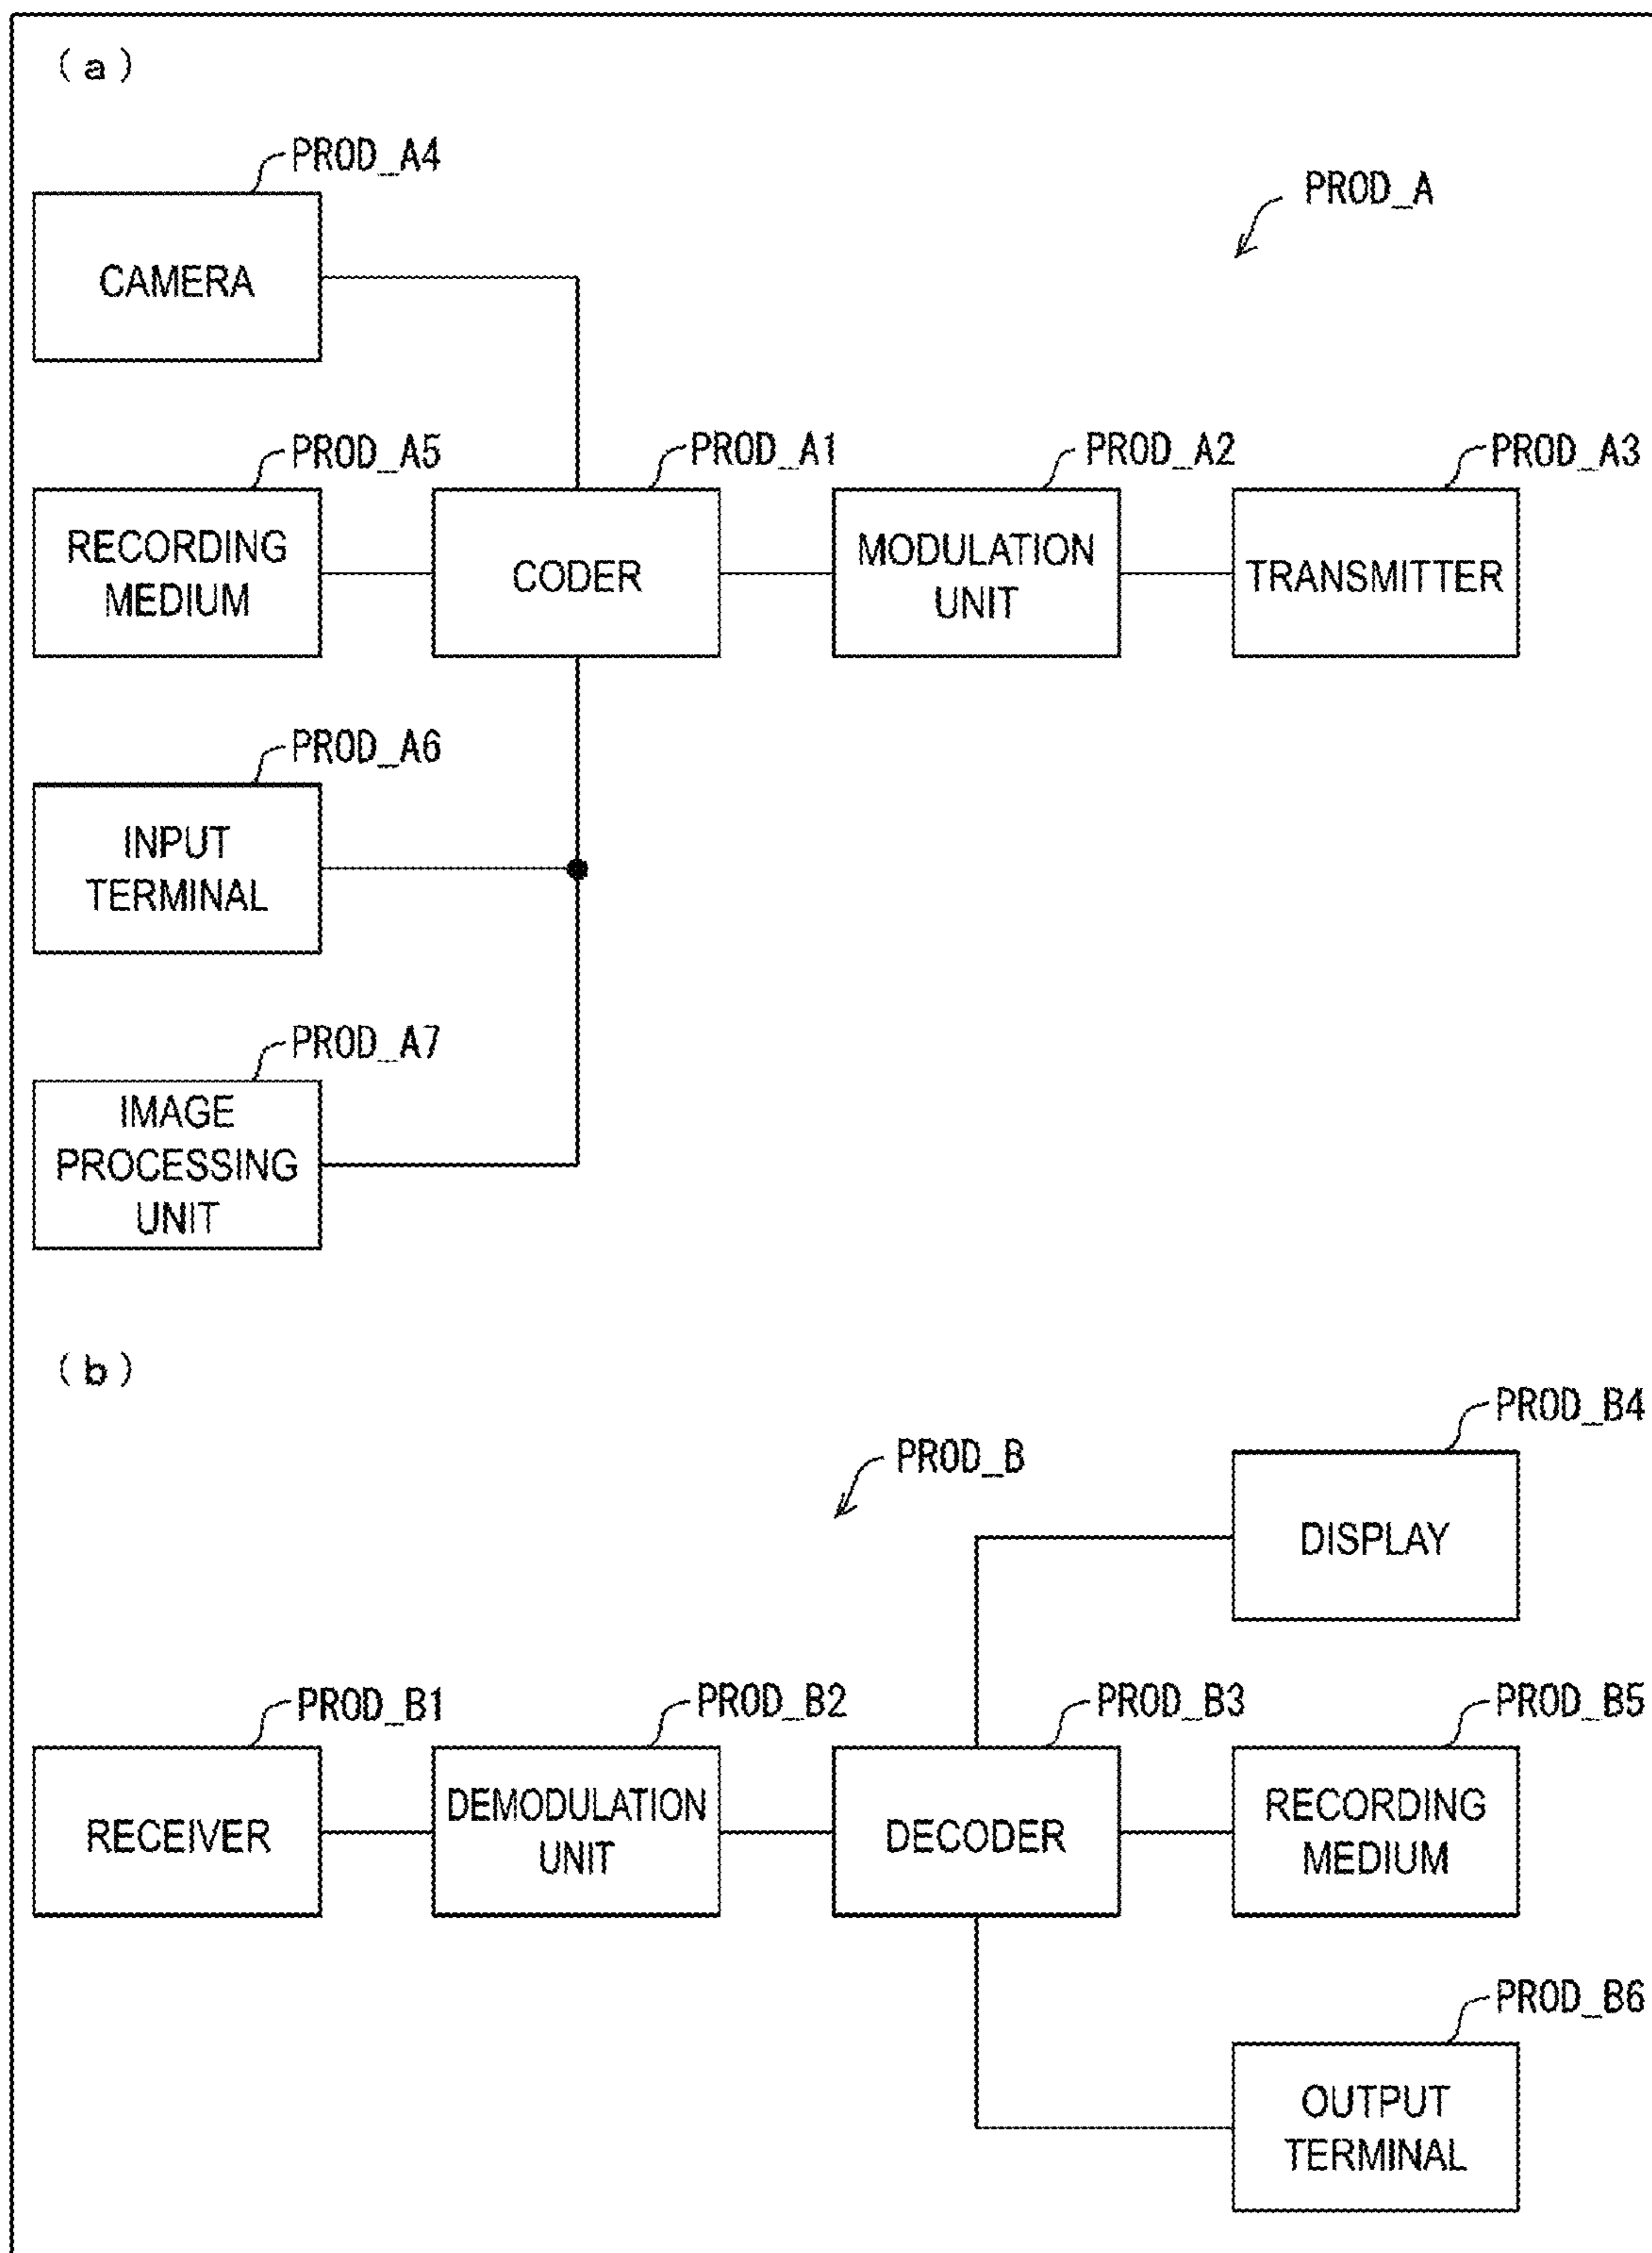 (a)
PROD_A4
PROD_A
CAMERA
PROD_A5
PROD_A1
PROD_A2
PROD_A3
RECORDING
MEDIUM
CODER
MODULATION
UNIT
TRANSMITTER
PROD_A6
INPUT
TERMINAL
PROD_A7
IMAGE
PROCESSING
UNIT
(b)
PROD_B4
PROD_B
DISPLAY
PROD_B1
PROD_B2
PROD_B3
PROD_B5
RECEIVER
DEMODULATION
UNIT
DECODER
RECORDING
MEDIUM
PROD_B6
OUTPUT
TERMINAL